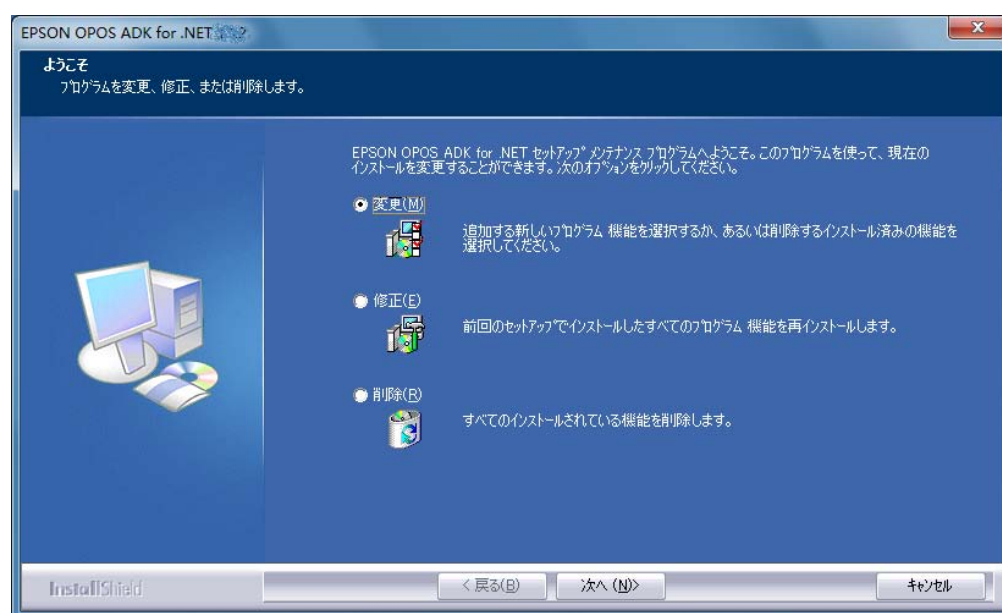 EPSON OPOS ADK for .NET
ようこそ
プログラムを変更、修正、または削除します。
EPSON OPOS ADK for .NET セットアップ メンテナンス プログラムへようこそ。このプログラムを使って、現在の
インストールを変更することができます。次のオプションをクリックしてください。
変更(M)
追加する新しいプログラム 機能を選択するか、あるいは削除するインストール済みの機能を
選択してください。
修正(E)
前回のセットアップでインストールしたすべてのプログラム 機能を再インストールします。
削除(R)
すべてのインストールされている機能を削除します。
InstallShield
< 戻る(B)
次へ (N)>
キャンセル